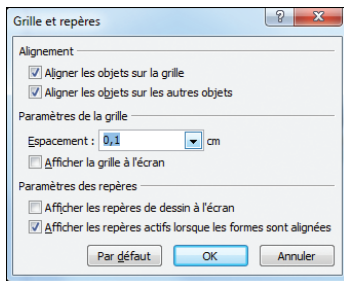 Grille et repères
Alignement
Aligner les objets sur la grille
Aligner les objets sur les autres objets
Paramètres de la grille
Espacement : 0,1 cm
Afficher la grille à l'écran
Paramètres des repères
Afficher les repères de dessin à l'écran
Afficher les repères actifs lorsque les formes sont alignées
Par défaut OK Annuler